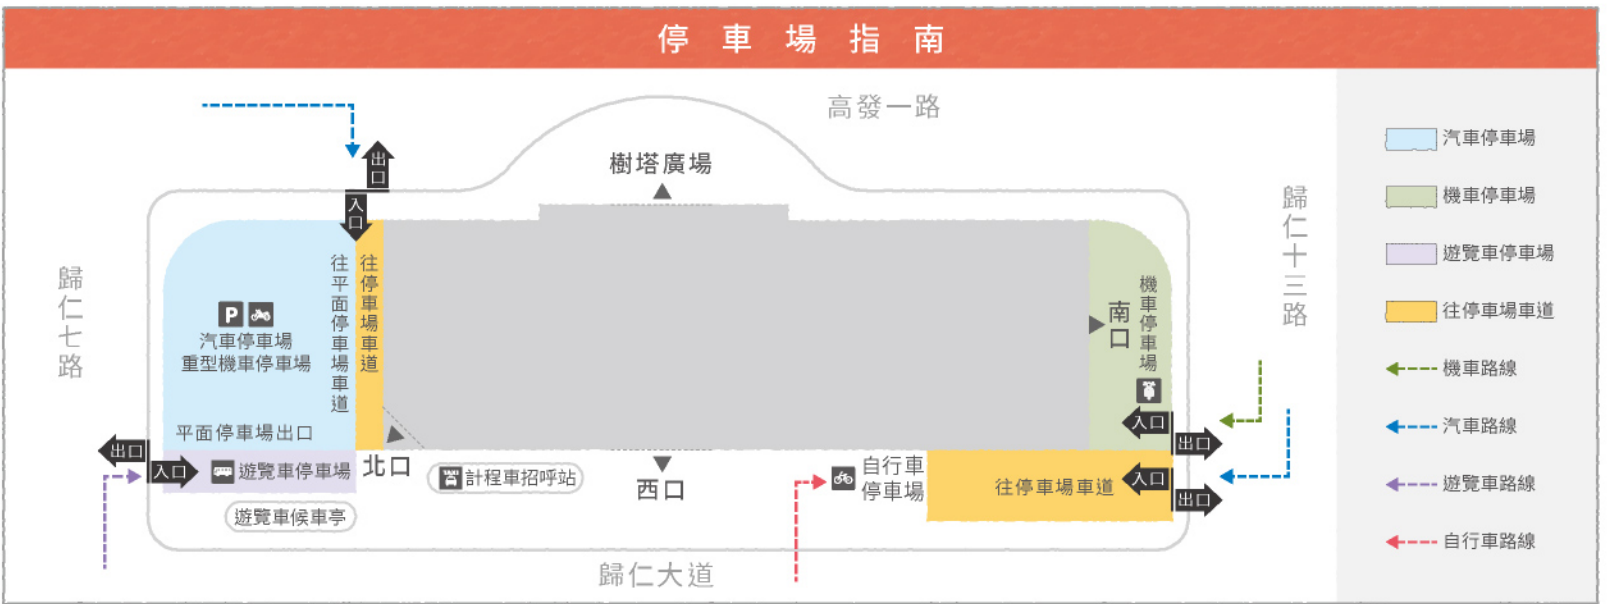 停車場指南
高發一路
樹塔廣場
出口
入口
歸仁七路
往平面停車場車道
往停車場車道
P
汽車停車場
重型機車停車場
平面停車場出口
出口
入口
遊覽車停車場
遊覽車候車亭
北口
TAXI
計程車招呼站
西口
自行車
停車場
往停車場車道
南口
機車停車場
入口
出口
入口
出口
歸仁十三路
歸仁大道
汽車停車場
機車停車場
遊覽車停車場
往停車場車道
機車路線
汽車路線
遊覽車路線
自行車路線